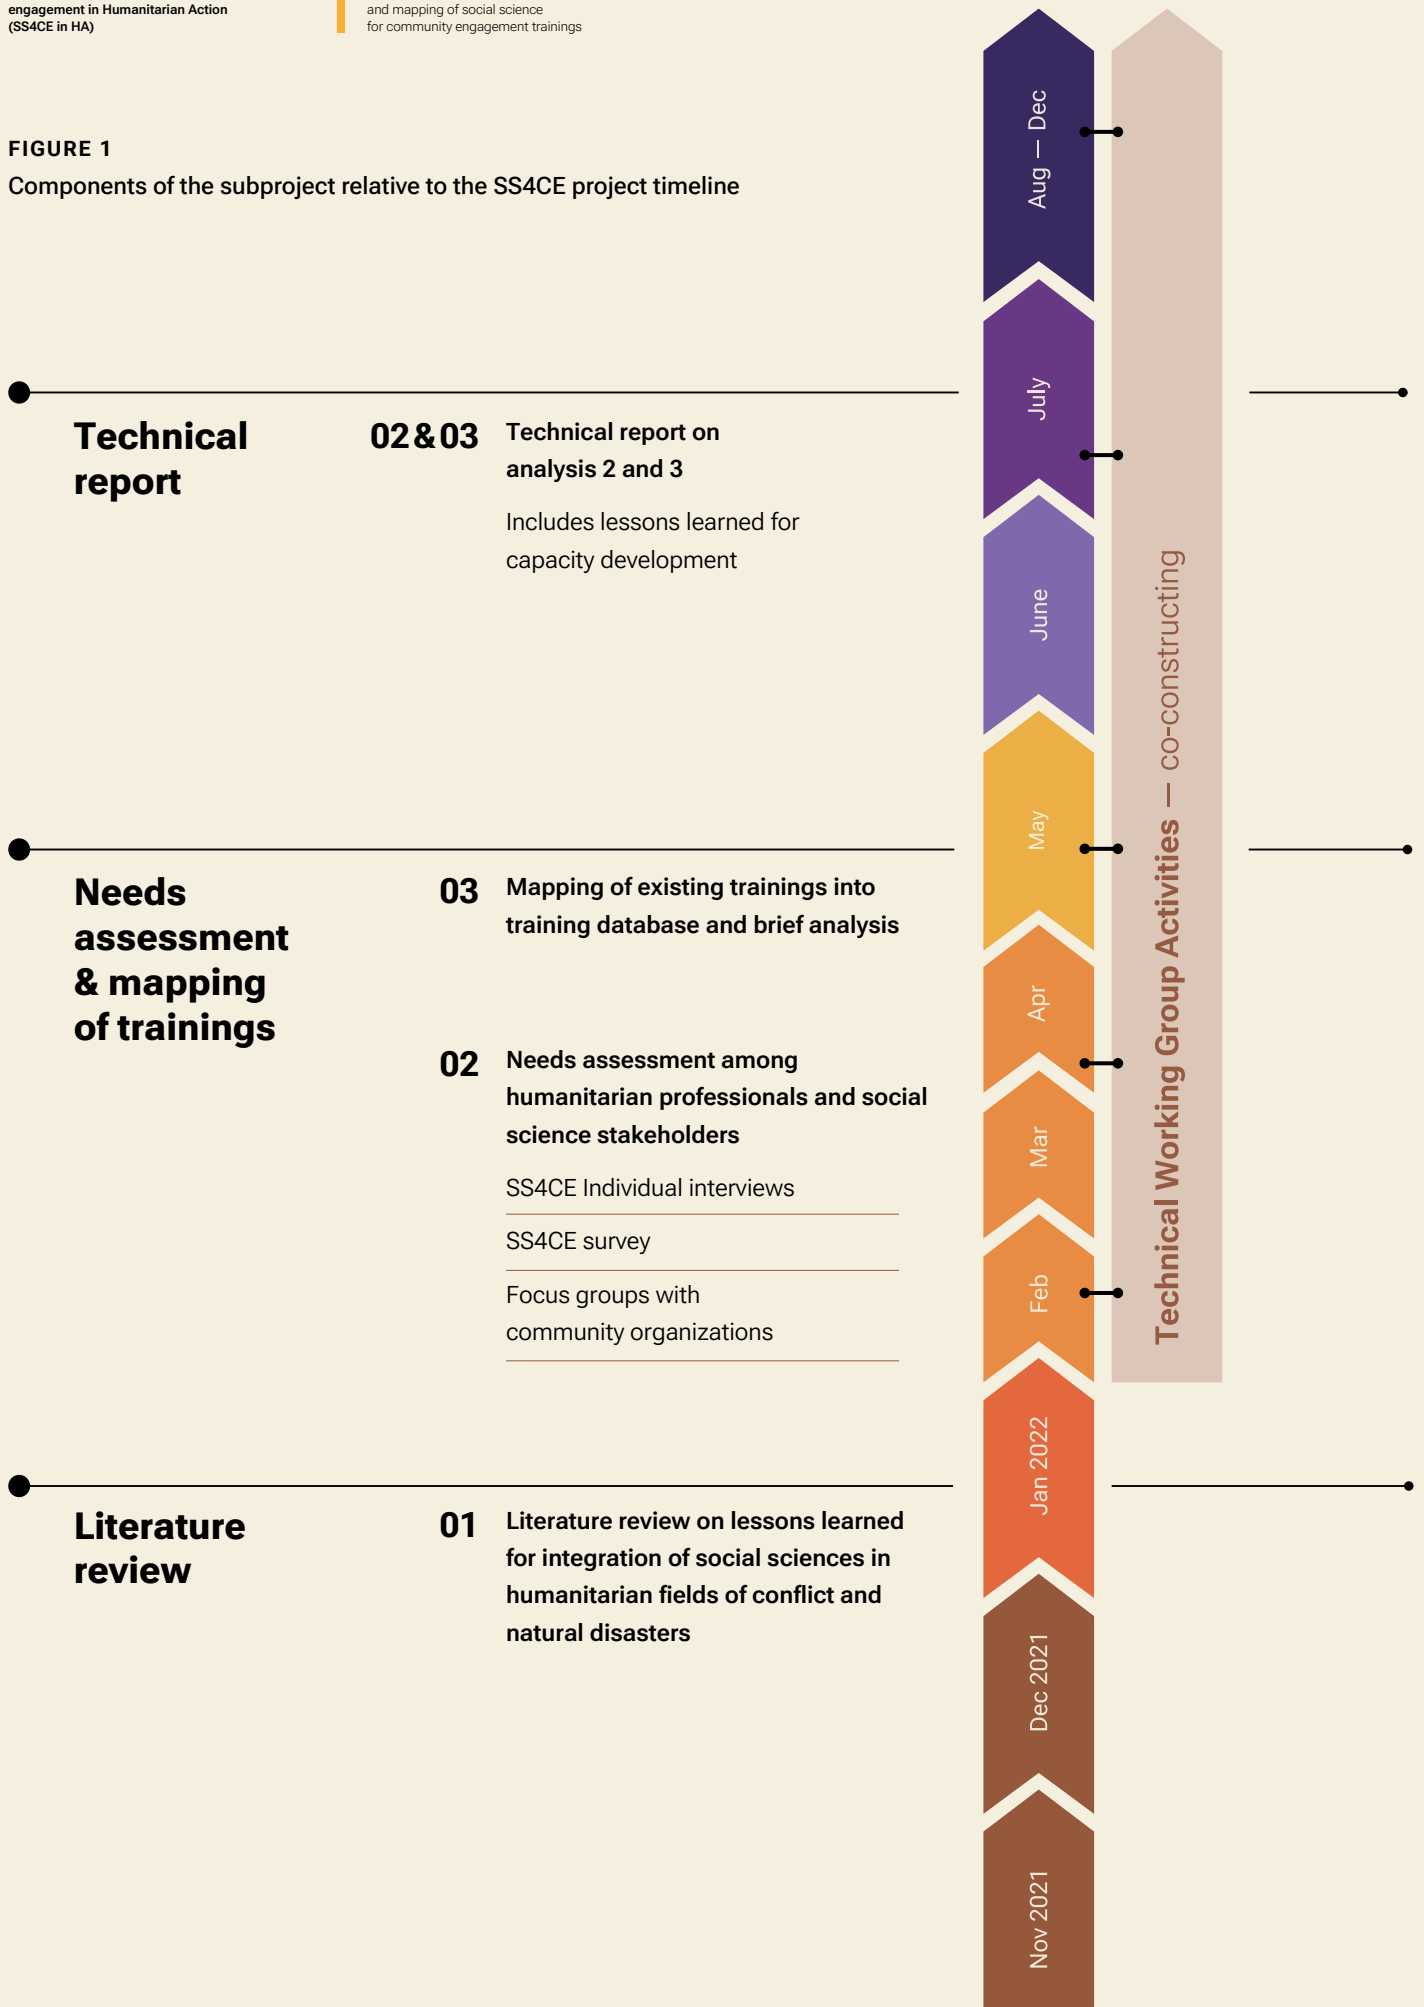 engagement in Humanitarian Action
(SS4CE in HA)
and mapping of social science
for community engagement trainings
FIGURE 1
Components of the subproject relative to the SS4CE project timeline
Technical
report
02&03
Technical report on
analysis 2 and 3
Includes lessons learned for
capacity development
Needs
assessment
& mapping
of trainings
03
Mapping of existing trainings into
training database and brief analysis
02
Needs assessment among
humanitarian professionals and social
science stakeholders
SS4CE Individual interviews
SS4CE survey
Focus groups with
community organizations
Literature
review
01
Literature review on lessons learned
for integration of social sciences in
humanitarian fields of conflict and
natural disasters
Aug — Dec
July
June
May
Apr
Mar
Feb
Jan 2022
Dec 2021
Nov 2021
Technical Working Group Activities — co-constructing